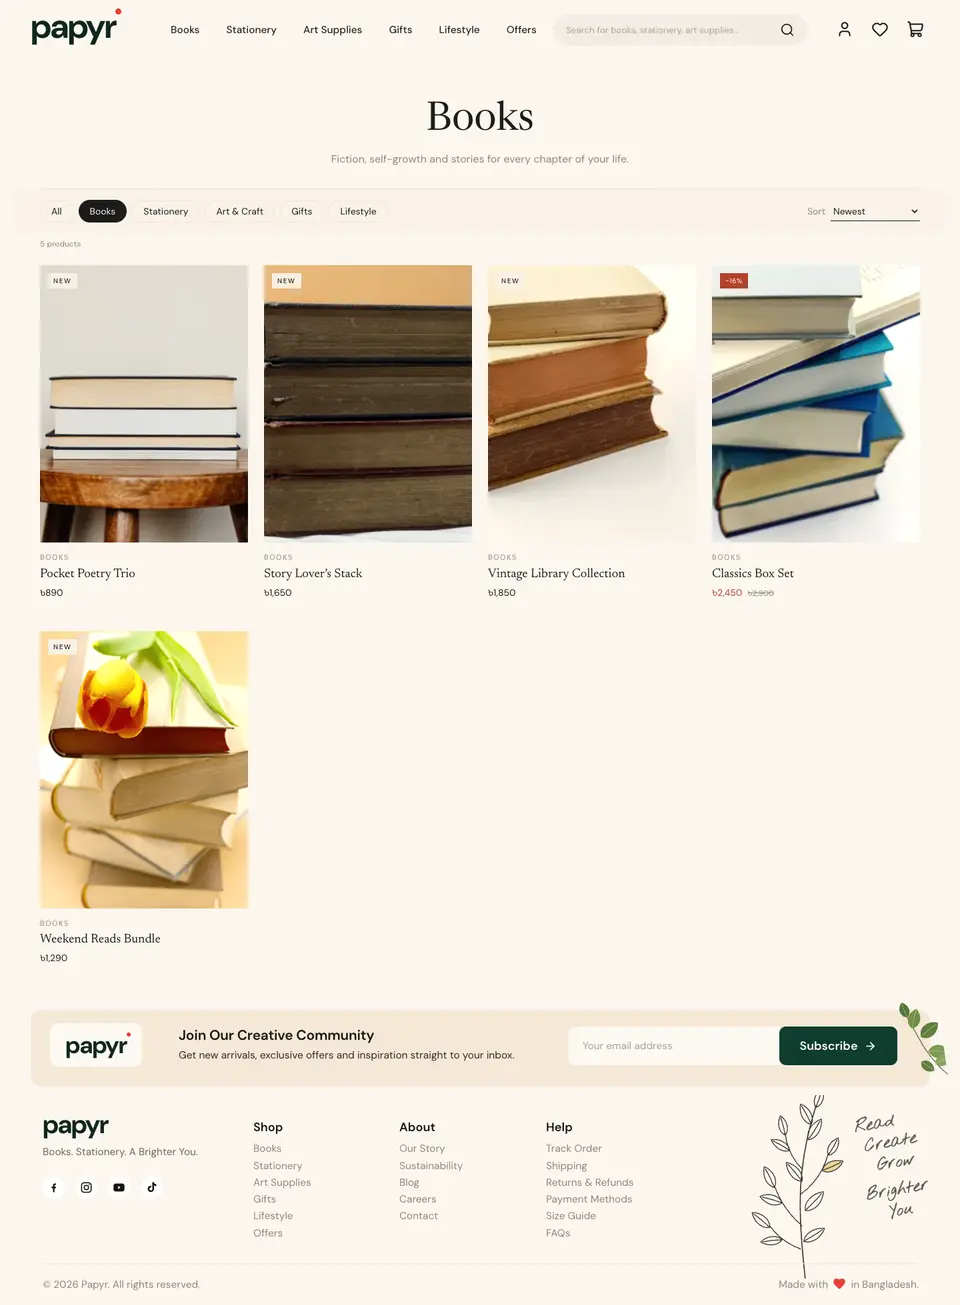 papyr
Books Stationery Art Supplies Gifts Lifestyle Offers
Search for books, stationery, art supplies...
Books
Fiction, self-growth and stories for every chapter of your life.
All Books Stationery Art & Craft Gifts Lifestyle Sort Newest
5 products
NEW NEW NEW -16%
BOOKS BOOKS BOOKS BOOKS
Pocket Poetry Trio Story Lover's Stack Vintage Library Collection Classics Box Set
৳890 ৳1,650 ৳1,850 ৳2,450 ৳2,900
NEW
BOOKS
Weekend Reads Bundle
৳1,290
papyr
Join Our Creative Community
Get new arrivals, exclusive offers and inspiration straight to your inbox.
Your email address
Subscribe →
papyr
Books. Stationery. A Brighter You.
Shop
Books
Stationery
Art Supplies
Gifts
Lifestyle
Offers
About
Our Story
Sustainability
Blog
Careers
Contact
Help
Track Order
Shipping
Returns & Refunds
Payment Methods
Size Guide
FAQs
Read
Create
Grow
Brighter
You
© 2026 Papyr. All rights reserved.
Made with ❤️ in Bangladesh.